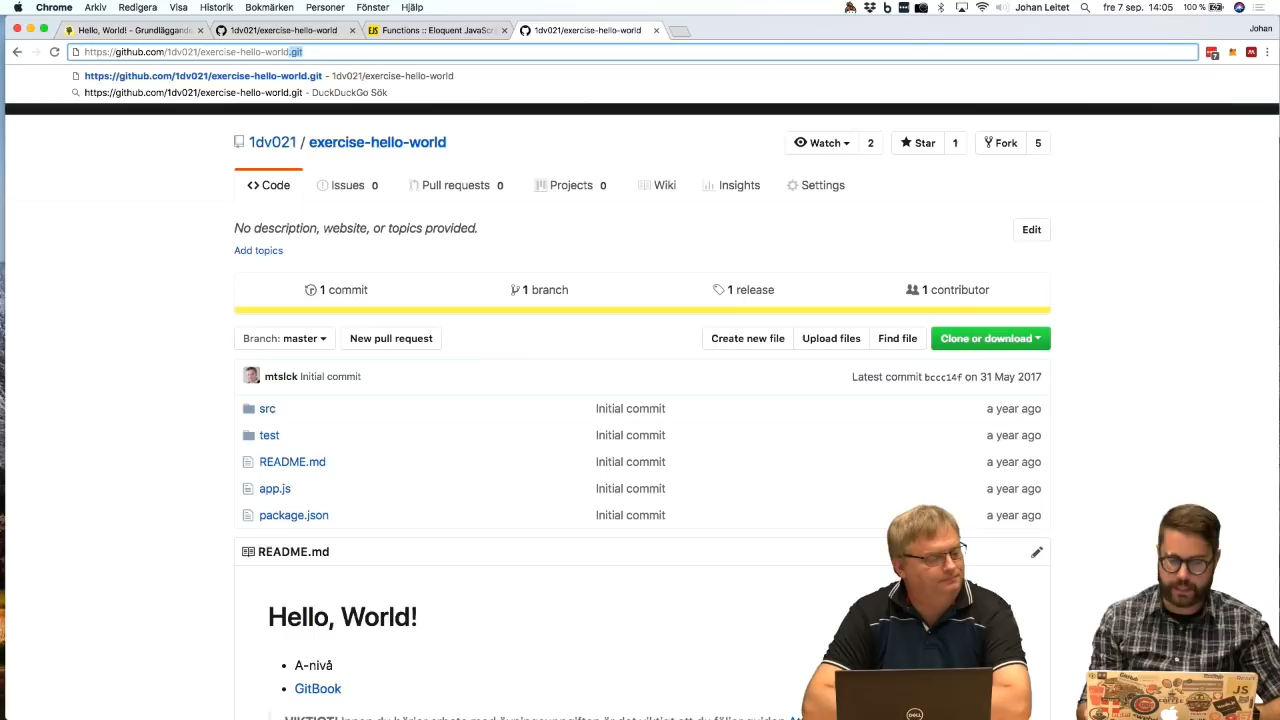 Chrome Arkiv Redigera Visa Historik Bokmärken Personer Fönster Hjälp Johan Leitet fre 7 sep. 14:05 100 %
Hello, World! - Grundläggande 1dv021/exercise-hello-world Functions :: Eloquent JavaScri 1dv021/exercise-hello-world Johan
https://github.com/1dv021/exercise-hello-world.git
https://github.com/1dv021/exercise-hello-world.git - 1dv021/exercise-hello-world
https://github.com/1dv021/exercise-hello-world.git - DuckDuckGo Sök
1dv021 / exercise-hello-world Watch 2 Star 1 Fork 5
Code Issues 0 Pull requests 0 Projects 0 Wiki Insights Settings
No description, website, or topics provided. Edit
Add topics
1 commit 1 branch 1 release 1 contributor
Branch: master New pull request Create new file Upload files Find file Clone or download
mtslck Initial commit Latest commit bccc14f on 31 May 2017
src Initial commit a year ago
test Initial commit a year ago
README.md Initial commit a year ago
app.js Initial commit a year ago
package.json Initial commit a year ago
README.md
Hello, World!
A-nivå
GitBook
DELL
JS